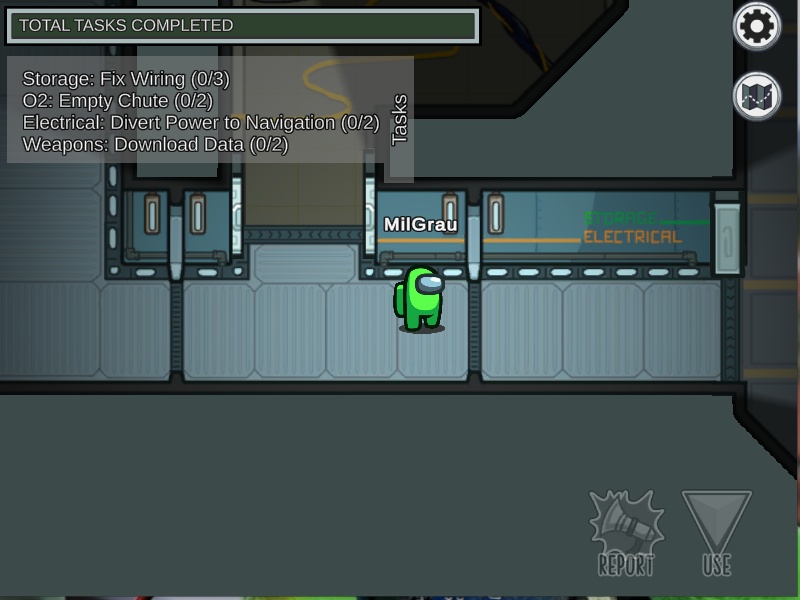 TOTAL TASKS COMPLETED
Storage: Fix Wiring (0/3)
O2: Empty Chute (0/2)
Electrical: Divert Power to Navigation (0/2)
Weapons: Download Data (0/2)
Tasks
MilGrau
STORAGE
ELECTRICAL
REPORT
USE